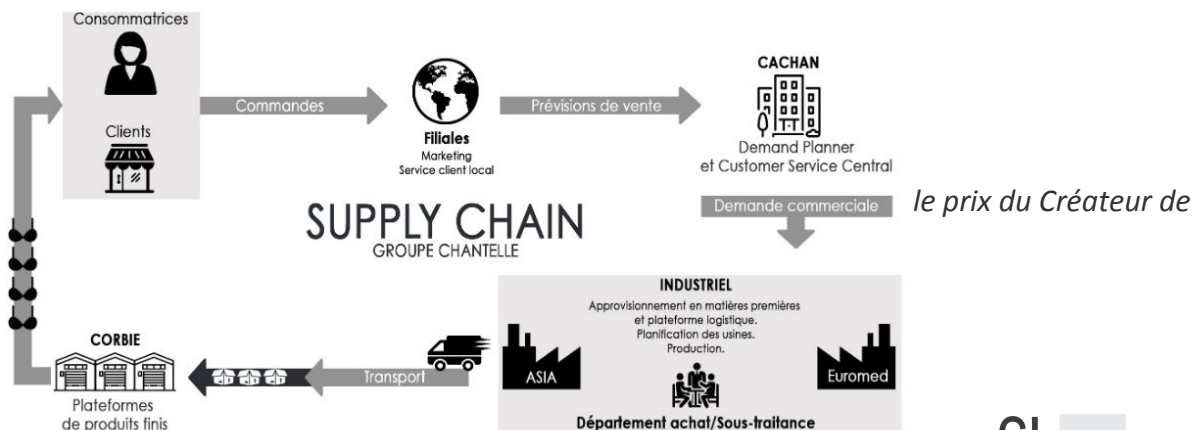 Consommatrices
Clients
Commandes
Filiales
Marketing
Service client local
Prévisions de vente
CACHAN
Demand Planner
et Customer Service Central
Demande commerciale
le prix du Créateur de
SUPPLY CHAIN
GROUPE CHANTELLE
INDUSTRIEL
Approvisionnement en matières premières
et plateforme logistique.
Planification des usines.
Production.
ASIA
Euromed
Département achat/Sous-traitance
Transport
CORBIE
Plateformes
de produits finis